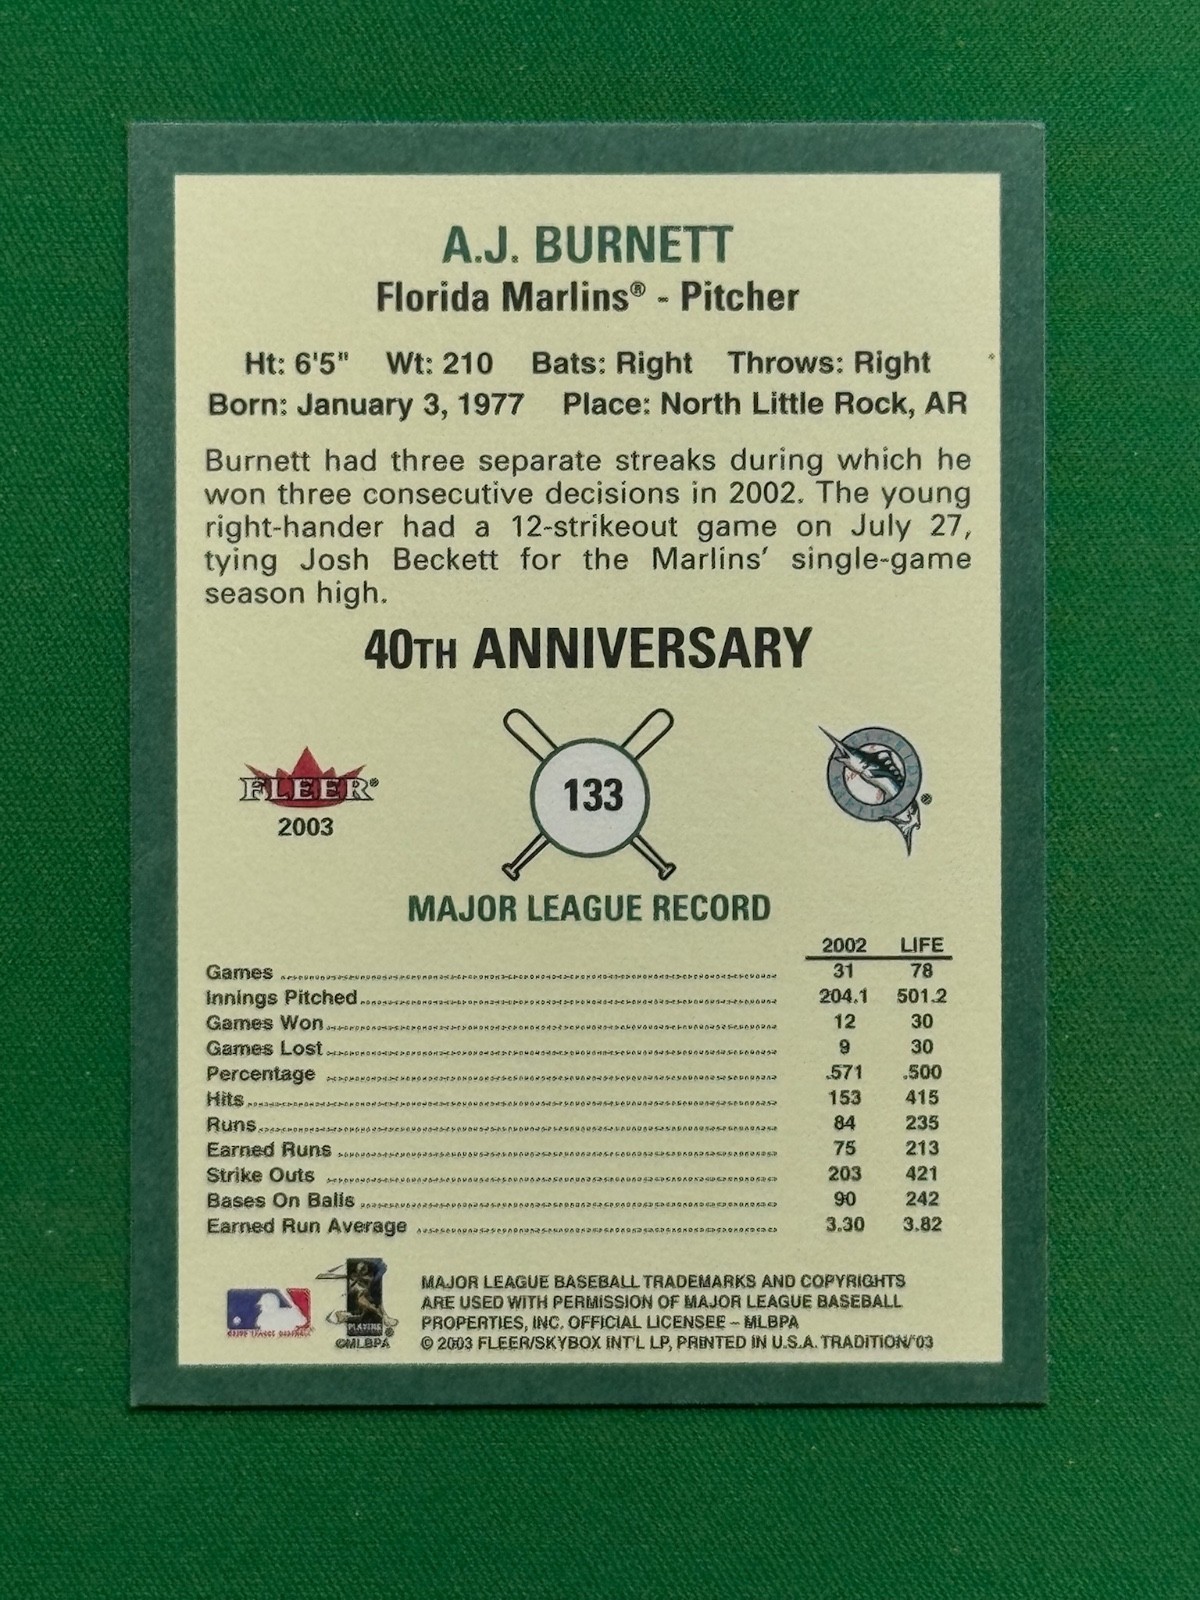 A.J. BURNETT
Florida Marlins® - Pitcher
Ht: 6'5" Wt: 210 Bats: Right Throws: Right
Born: January 3, 1977 Place: North Little Rock, AR
Burnett had three separate streaks during which he
won three consecutive decisions in 2002. The young
right-hander had a 12-strikeout game on July 27,
tying Josh Beckett for the Marlins' single-game
season high.
40TH ANNIVERSARY
FLEER®
2003
133
FLORIDA MARLINS®
MAJOR LEAGUE RECORD
2002 LIFE
Games 31 78
Innings Pitched 204.1 501.2
Games Won 12 30
Games Lost 9 30
Percentage .571 .500
Hits 153 415
Runs 84 235
Earned Runs 75 213
Strike Outs 203 421
Bases On Balls 90 242
Earned Run Average 3.30 3.82
MAJOR LEAGUE BASEBALL
PLAYERS
©MLBPA
MAJOR LEAGUE BASEBALL TRADEMARKS AND COPYRIGHTS
ARE USED WITH PERMISSION OF MAJOR LEAGUE BASEBALL
PROPERTIES, INC. OFFICIAL LICENSEE – MLBPA
© 2003 FLEER/SKYBOX INT'L LP, PRINTED IN U.S.A. TRADITION/'03